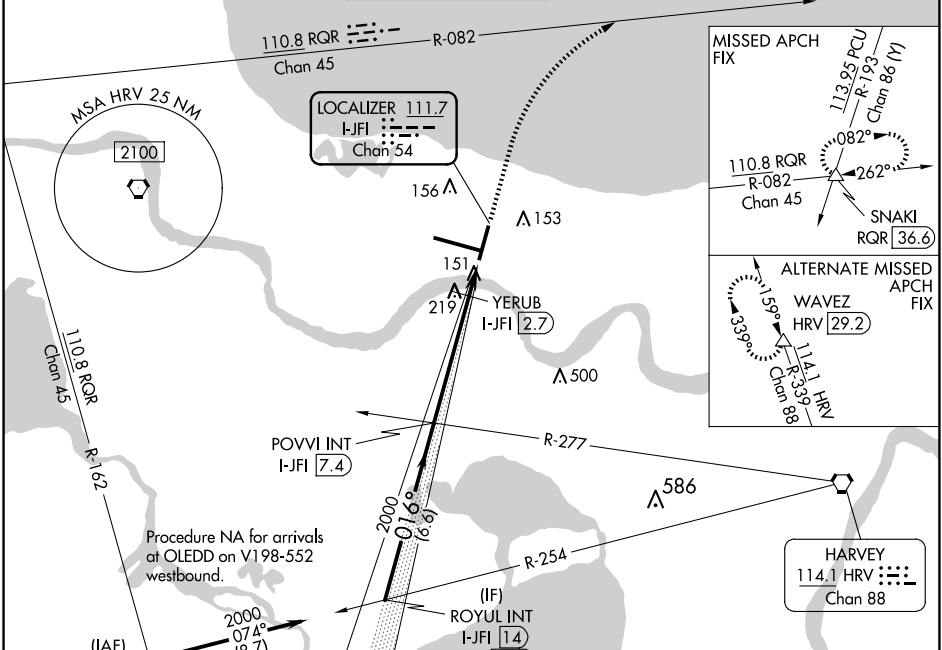 110.8 RQR
Chan 45
R-082
MSA HRV 25 NM
2100
LOCALIZER 111.7
I-JFI
Chan 54
156
153
151
219
YERUB
I-JFI 2.7
500
MISSED APCH
FIX
113.95 PCU
R-193
Chan 86 (Y)
082°
262°
110.8 RQR
R-082
Chan 45
SNAKI
RQR 36.6
ALTERNATE MISSED
APCH
FIX
WAVEZ
HRV 29.2
159°
339°
114.1 HRV
R-339
Chan 88
110.8 RQR
Chan 45
R-162
POVVI INT
I-JFI 7.4
R-277
586
2000
016°
(6.6)
Procedure NA for arrivals
at OLEDD on V198-552
westbound.
R-254
HARVEY
114.1 HRV
Chan 88
(IF)
ROYUL INT
I-JFI 14
2000
074°
(8.7)
(IAF)